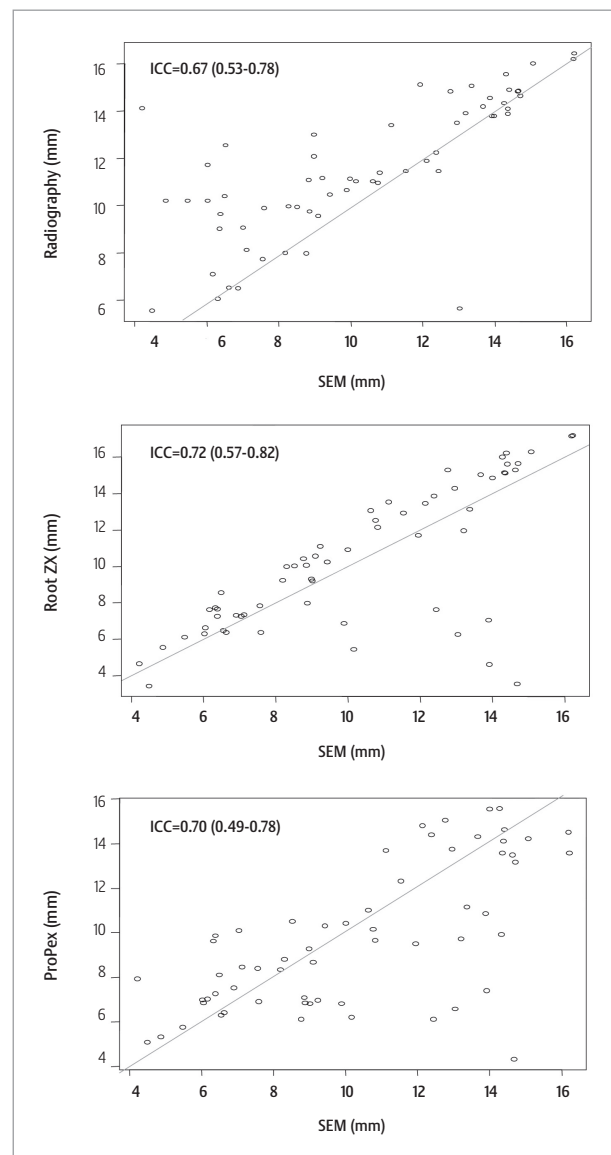 ICC=0.67 (0.53-0.78)
16
14
12
10
8
6
Radiography (mm)
4 6 8 10 12 14 16
SEM (mm)
ICC=0.72 (0.57-0.82)
16
14
12
10
8
6
4
Root ZX (mm)
4 6 8 10 12 14 16
SEM (mm)
ICC=0.70 (0.49-0.78)
16
14
12
10
8
6
4
ProPex (mm)
4 6 8 10 12 14 16
SEM (mm)